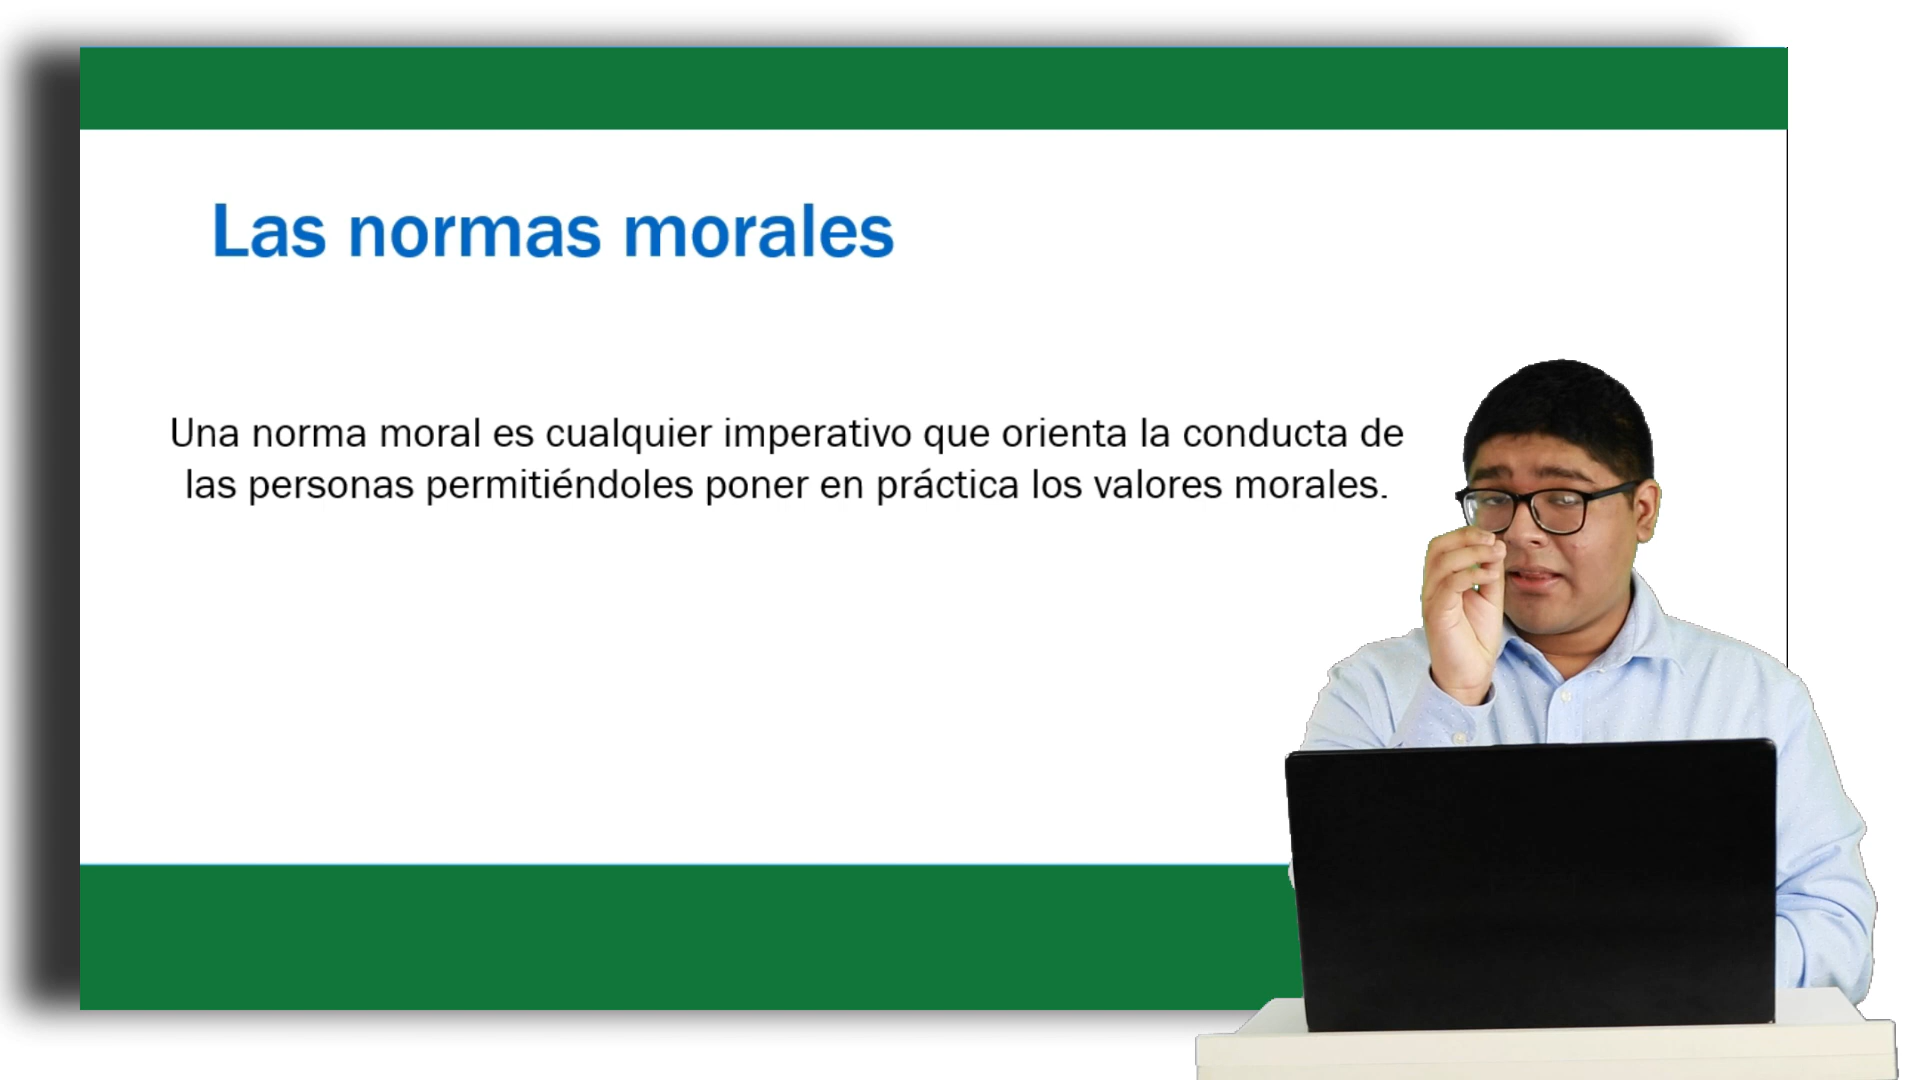 Las normas morales
Una norma moral es cualquier imperativo que orienta la conducta de
las personas permitiéndoles poner en práctica los valores morales.